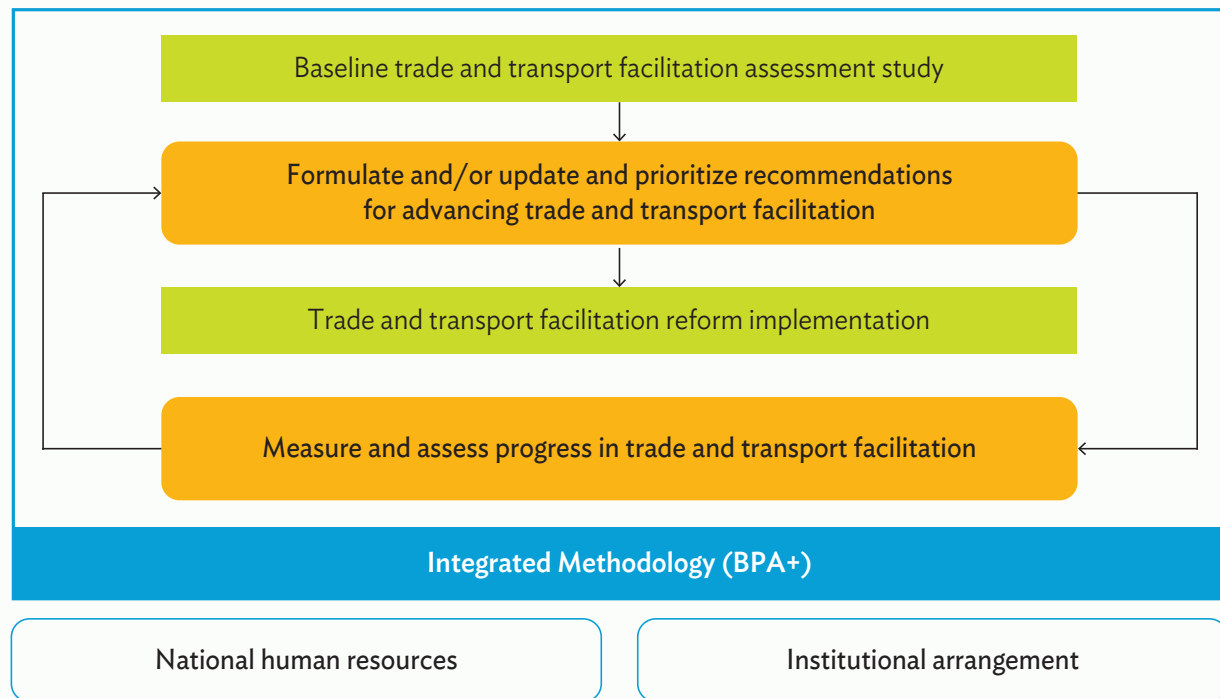 Baseline trade and transport facilitation assessment study
Formulate and/or update and prioritize recommendations
for advancing trade and transport facilitation
Trade and transport facilitation reform implementation
Measure and assess progress in trade and transport facilitation
Integrated Methodology (BPA+)
National human resources
Institutional arrangement